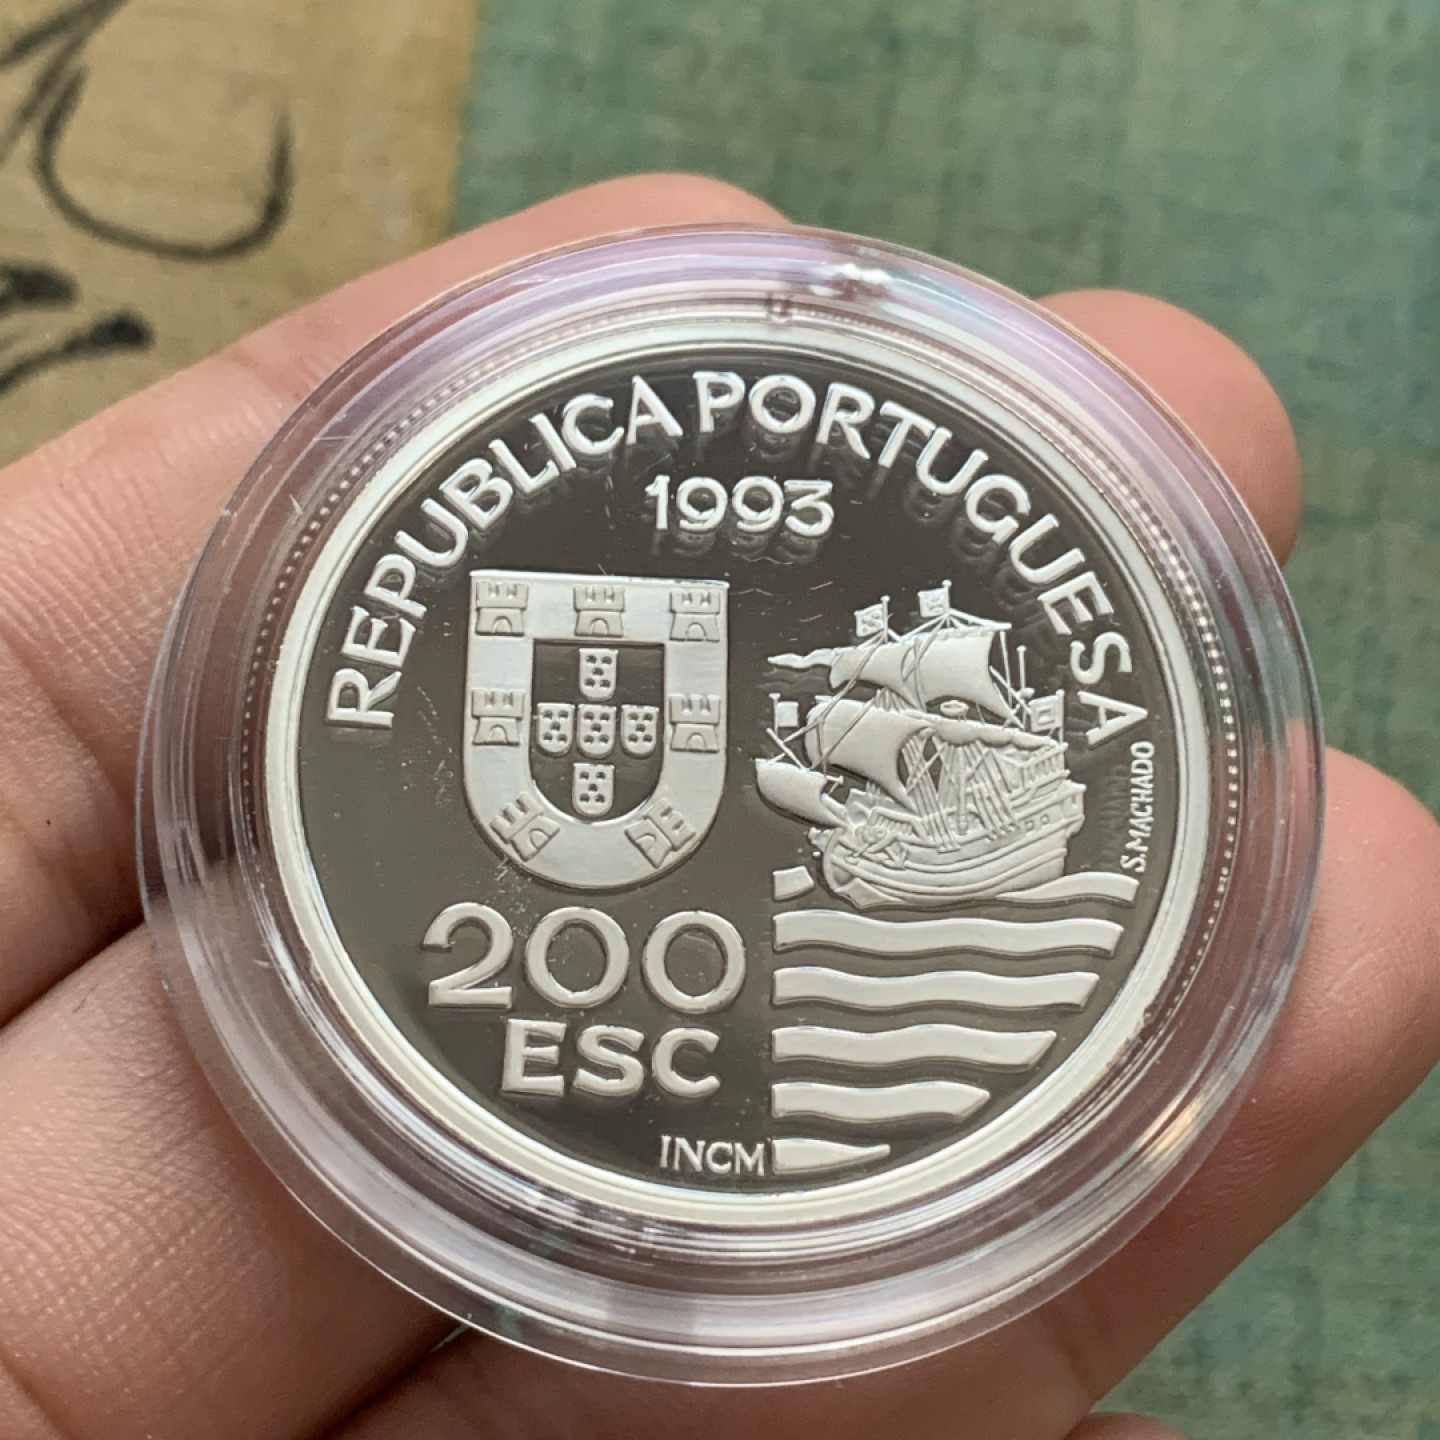 REPUBLICA PORTUGUESA
1993
S.MACHADO
200
ESC
INCM